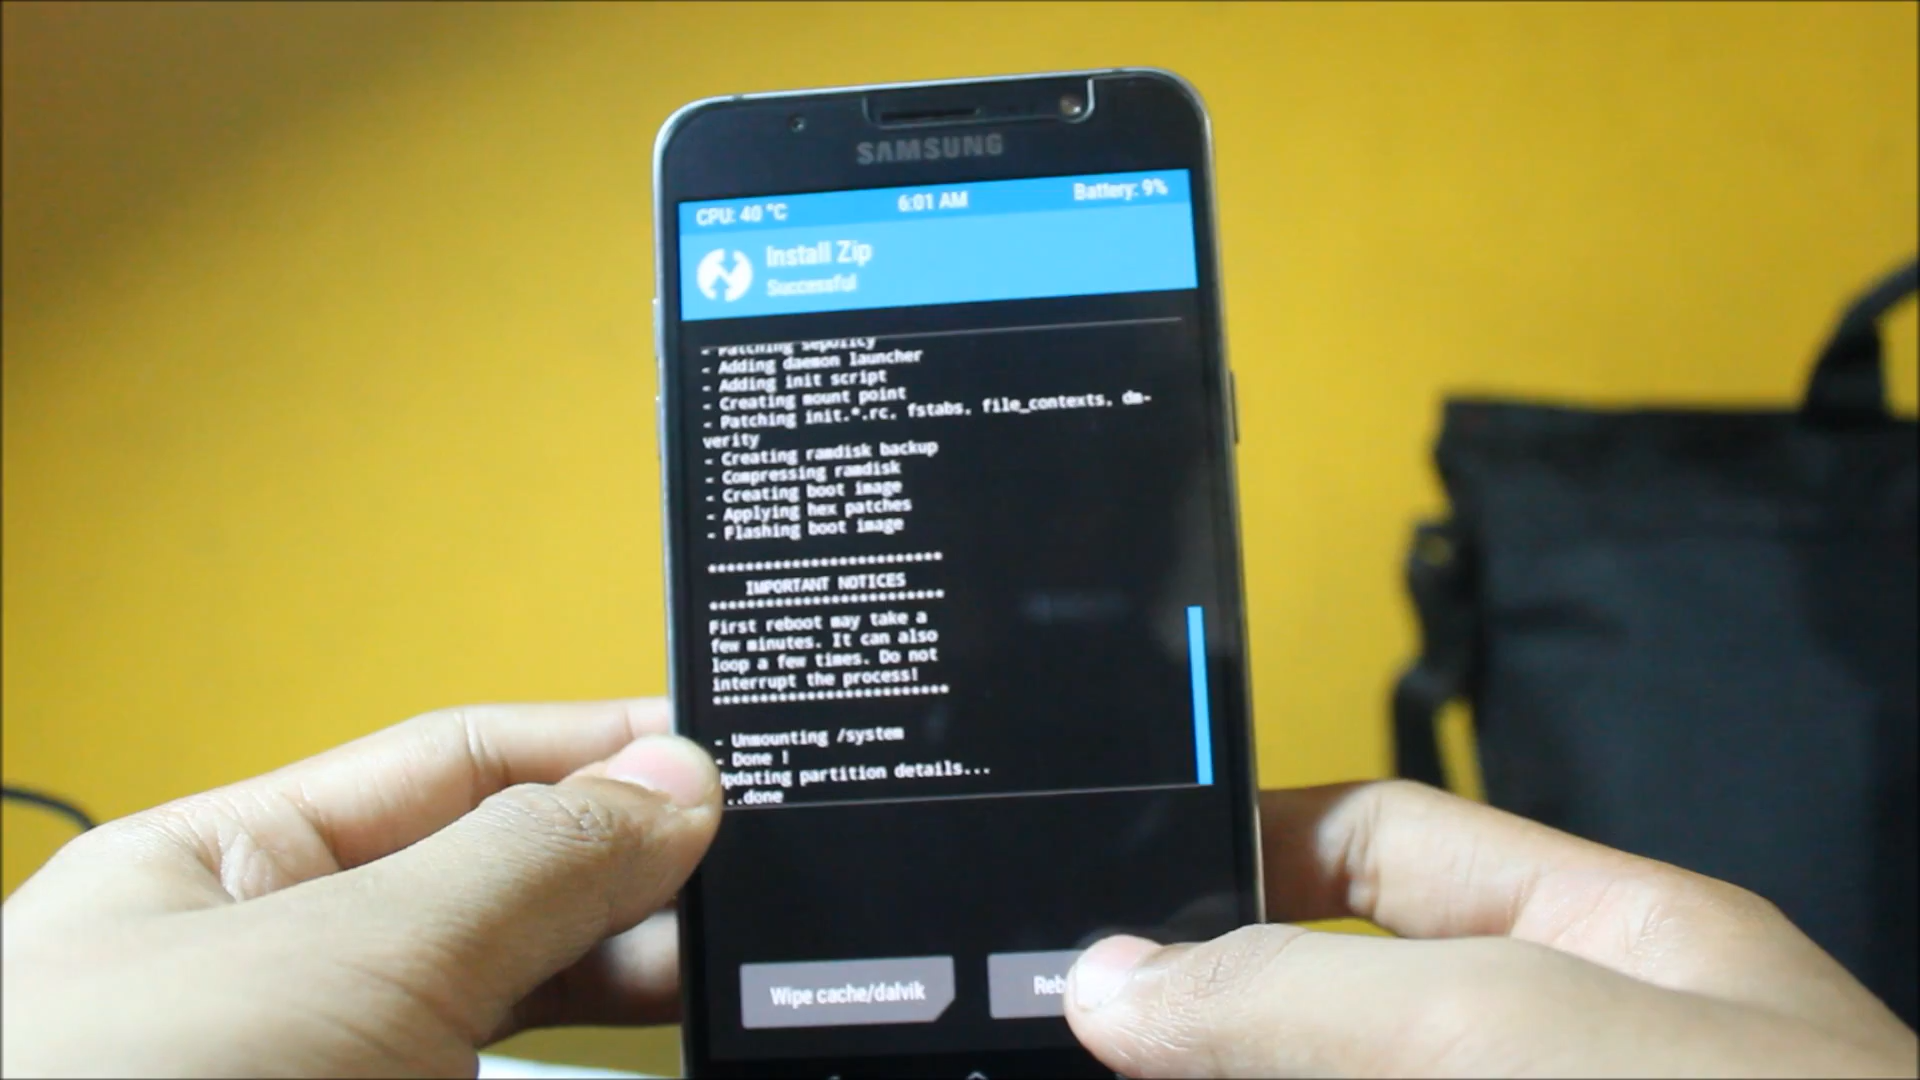 SAMSUNG
CPU: 40 °C 6:01 AM Battery: 9%
Install Zip
Successful
- Patching sepolicy
- Adding daemon launcher
- Adding init script
- Creating mount point
- Patching init.*.rc, fstabs, file_contexts, dm-
verity
- Creating ramdisk backup
- Compressing ramdisk
- Creating boot image
- Applying hex patches
- Flashing boot image
*************************
IMPORTANT NOTICES
*************************
First reboot may take a
few minutes. It can also
loop a few times. Do not
interrupt the process!
*************************
- Unmounting /system
- Done !
Updating partition details...
...done
Wipe cache/dalvik